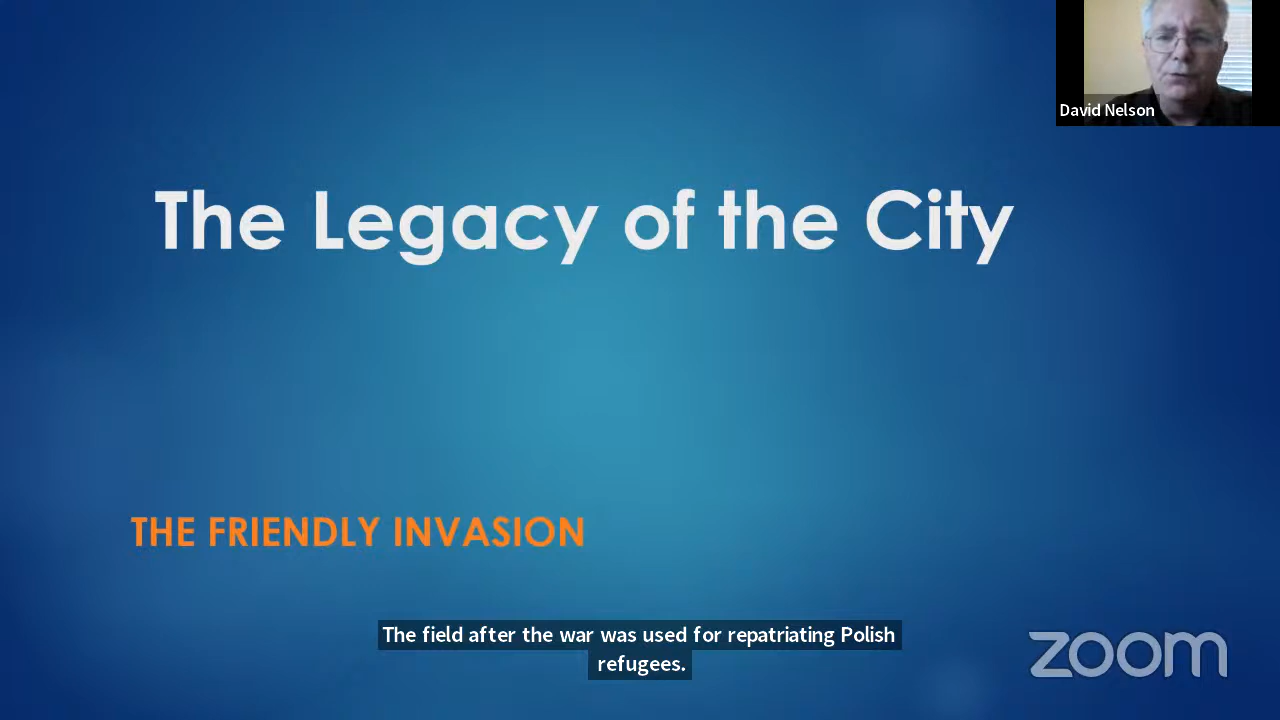 David Nelson
The Legacy of the City
THE FRIENDLY INVASION
The field after the war was used for repatriating Polish
refugees.
zoom